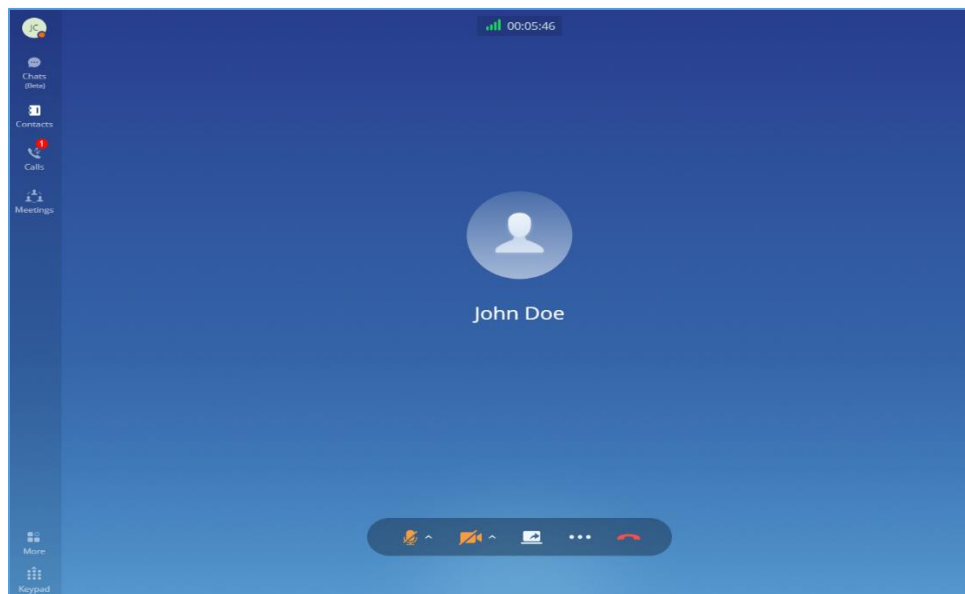 JC
00:05:46
Chats
(Beta)
Contacts
1
Calls
Meetings
John Doe
More
Keypad